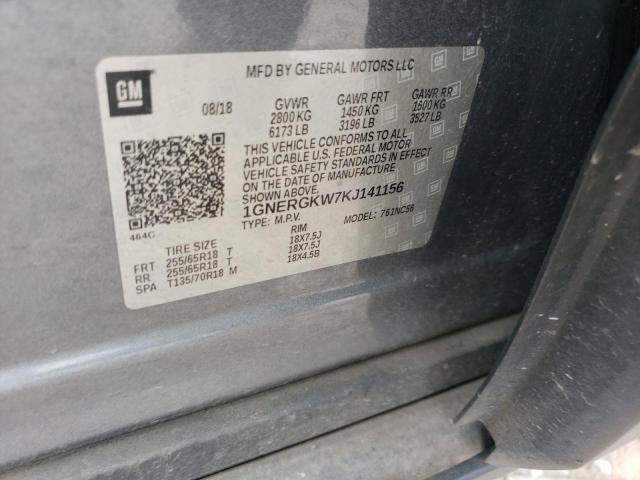 GM
MFD BY GENERAL MOTORS LLC
08/18 GVWR GAWR FRT GAWR RR
2800 KG 1450 KG 1600 KG
6173 LB 3196 LB 3527 LB
THIS VEHICLE CONFORMS TO ALL
APPLICABLE U.S. FEDERAL MOTOR
VEHICLE SAFETY STANDARDS IN EFFECT
ON THE DATE OF MANUFACTURE
SHOWN ABOVE.
1GNERGKW7KJ141156
TYPE: M.P.V. MODEL: 761NC56
464C
TIRE SIZE RIM
FRT 255/65R18 T 18X7.5J
RR 255/65R18 T 18X7.5J
SPA T135/70R18 M 18X4.5B